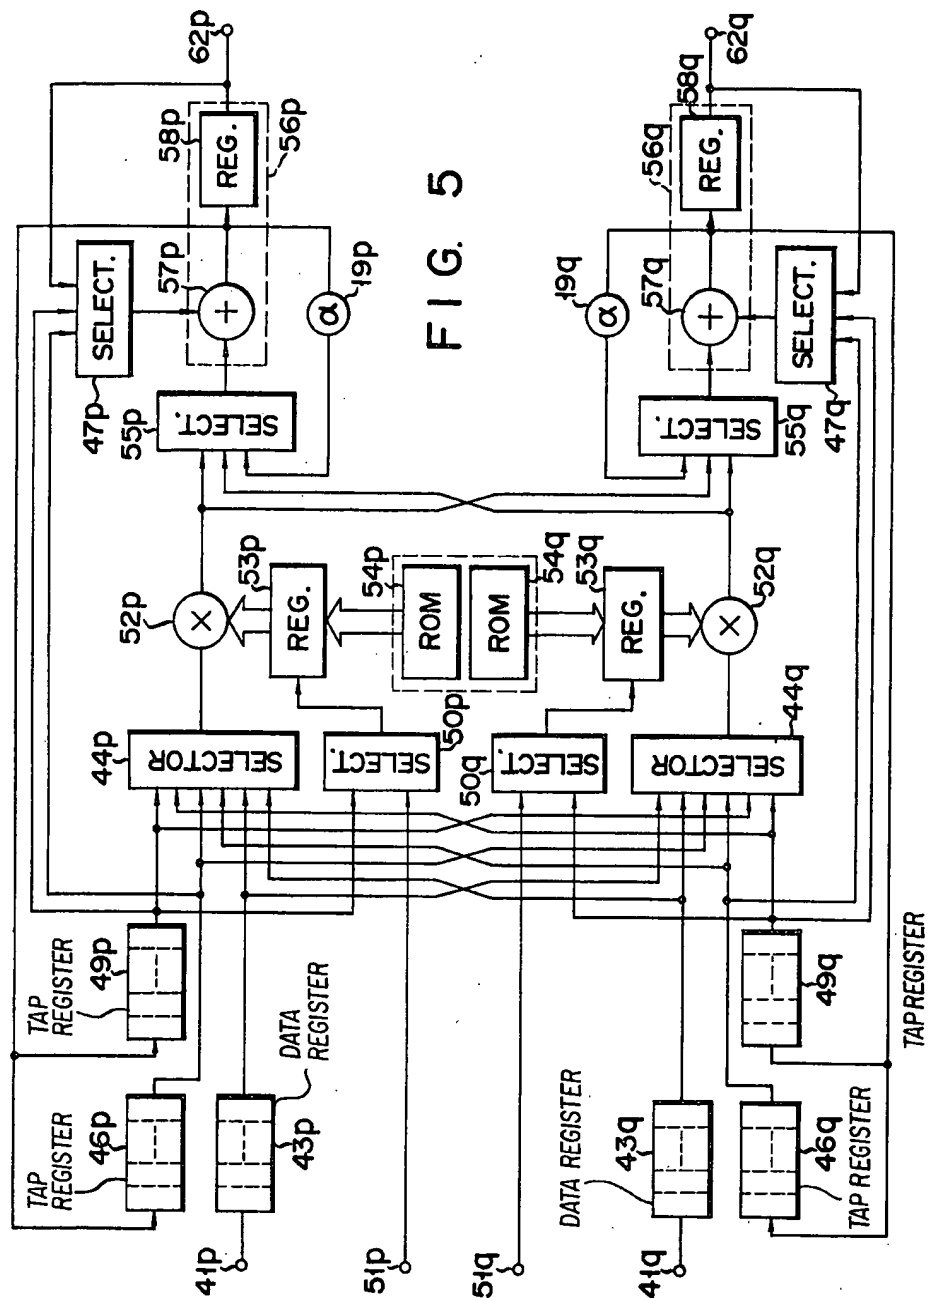 FIG. 5
TAP
REGISTER
46p
TAP
REGISTER
49p
43p
DATA
REGISTER
41p
51p
51q
41q
44p
SELECTOR
SELECT.
50p
52p
×
53p
REG.
54p
ROM
55p
SELECT.
47p
SELECT.
57p
+
58p
REG.
56p
62p
α
19p
DATA REGISTER
43q
46q
TAP REGISTER
49q
TAP REGISTER
50q
SELECT.
SELECTOR
44q
ROM
54q
53q
REG.
×
52q
SELECT.
55q
SELECT.
47q
α
19q
57q
+
56q
58q
REG.
62q